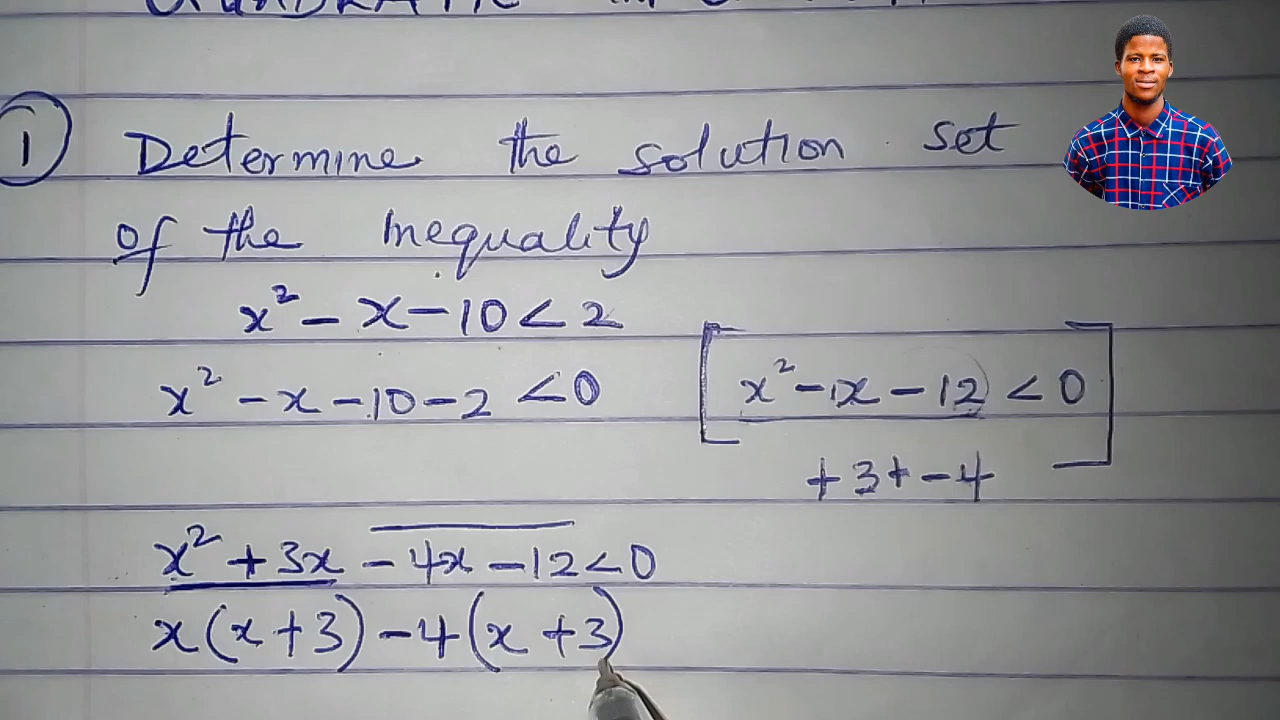 ①  Determine the solution set
of the Inequality
x² - x - 10 < 2
x² - x - 10 - 2 < 0
x² - 1x - 12 < 0
+3 + -4
x² + 3x - 4x - 12 < 0
x(x + 3) - 4(x + 3)